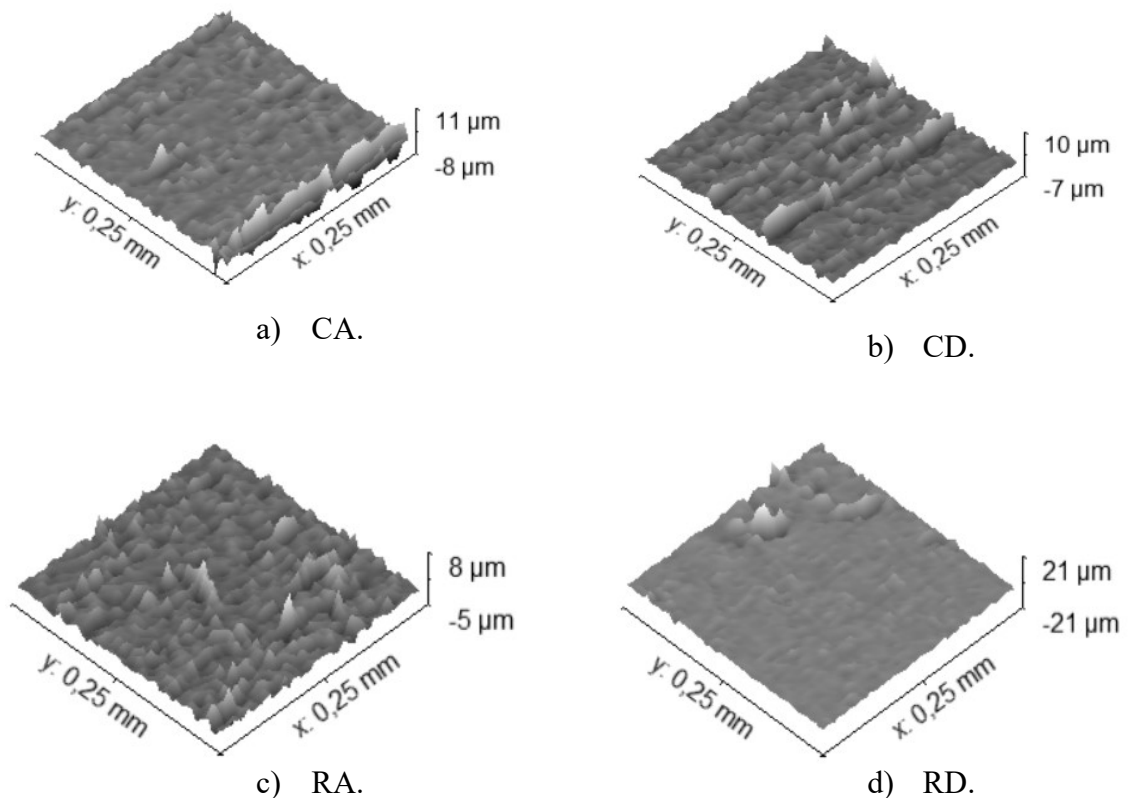 11 µm
-8 µm
y: 0,25 mm
x: 0,25 mm
a) CA.
10 µm
-7 µm
y: 0,25 mm
x: 0,25 mm
b) CD.
8 µm
-5 µm
y: 0,25 mm
x: 0,25 mm
c) RA.
21 µm
-21 µm
y: 0,25 mm
x: 0,25 mm
d) RD.